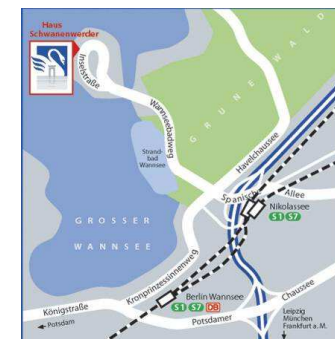 Haus
Schwanenwerder
Inselstraße
GRUNEWALD
Wannseebadweg
Havelchaussee
Strand-
bad
Wannsee
Spanische
Allee
Nikolassee
S1 S7
GROSSER
WANNSEE
Kronprinzessinnenweg
Berlin Wannsee
S1 S7 DB
Königstraße
Potsdamer
Chaussee
Potsdam
Leipzig
München
Frankfurt a. M.